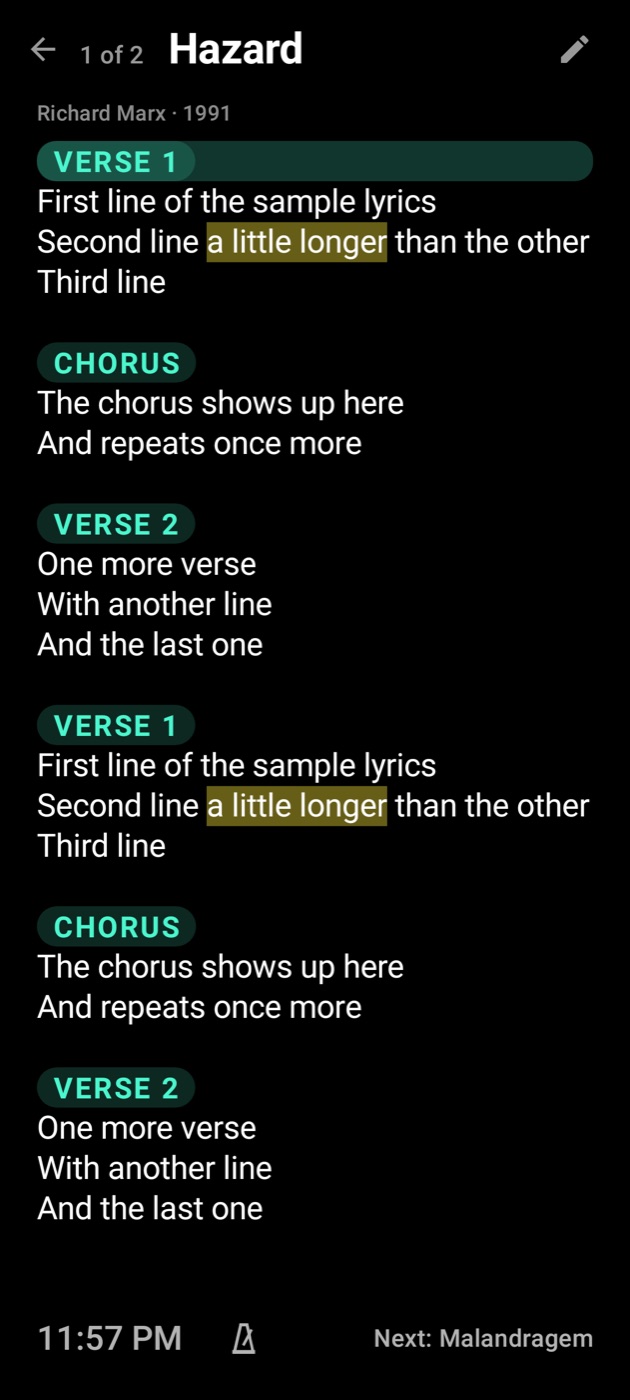 1 of 2 Hazard
Richard Marx · 1991
VERSE 1
First line of the sample lyrics
Second line a little longer than the other
Third line
CHORUS
The chorus shows up here
And repeats once more
VERSE 2
One more verse
With another line
And the last one
VERSE 1
First line of the sample lyrics
Second line a little longer than the other
Third line
CHORUS
The chorus shows up here
And repeats once more
VERSE 2
One more verse
With another line
And the last one
11:57 PM Next: Malandragem